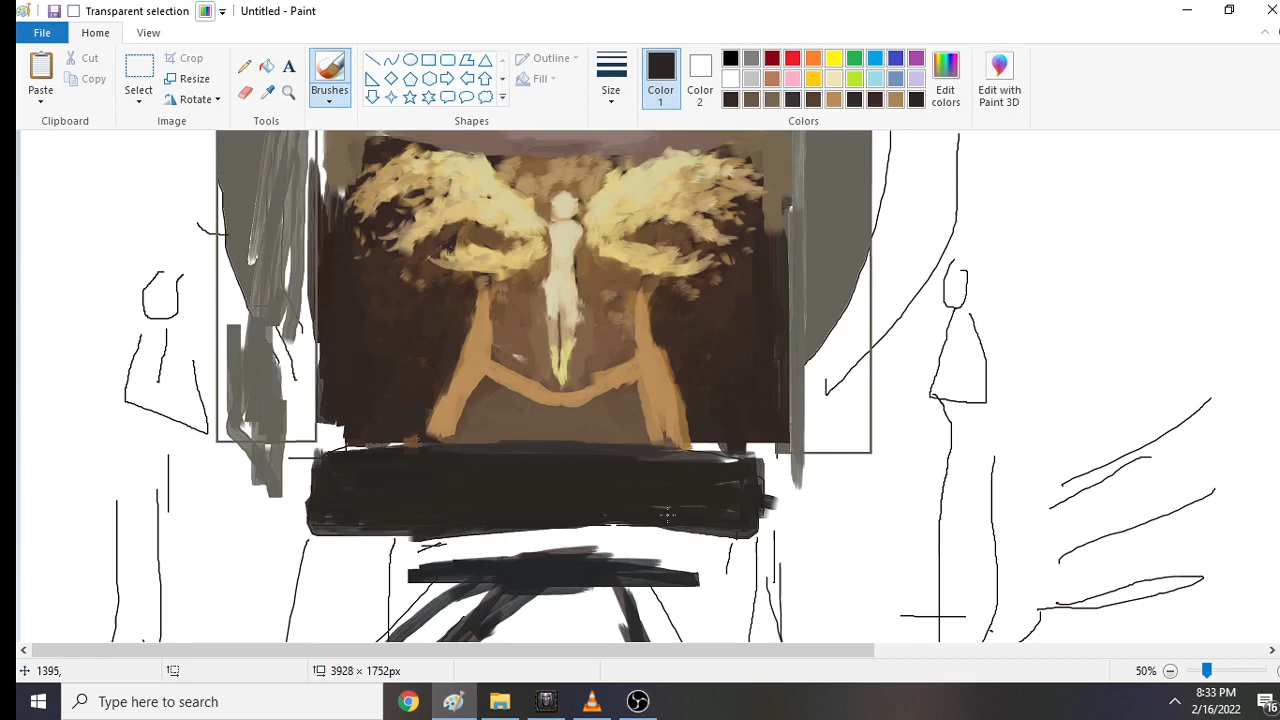 Transparent selection Untitled - Paint
File Home View
Paste Cut Copy Clipboard
Select Crop Resize Rotate Image
Tools
Brushes
Outline Fill Shapes
Size
Color 1 Color 2 Edit colors Colors
Edit with Paint 3D
1395, 3928 × 1752px 50%
Type here to search 8:33 PM
2/16/2022 16